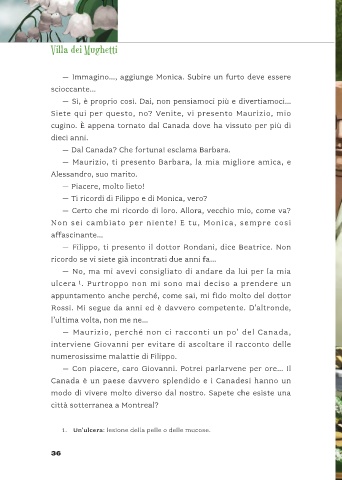 Villa dei Mughetti
— Immagino..., aggiunge Monica. Subire un furto deve essere
scioccante...
— Sì, è proprio così. Dai, non pensiamoci più e divertiamoci...
Siete qui per questo, no? Venite, vi presento Maurizio, mio
cugino. È appena tornato dal Canada dove ha vissuto per più di
dieci anni.
— Dal Canada? Che fortuna! esclama Barbara.
— Maurizio, ti presento Barbara, la mia migliore amica, e
Alessandro, suo marito.
— Piacere, molto lieto!
— Ti ricordi di Filippo e di Monica, vero?
— Certo che mi ricordo di loro. Allora, vecchio mio, come va?
Non sei cambiato per niente! E tu, Monica, sempre così
affascinante...
— Filippo, ti presento il dottor Rondani, dice Beatrice. Non
ricordo se vi siete già incontrati due anni fa...
— No, ma mi avevi consigliato di andare da lui per la mia
ulcera 1. Purtroppo non mi sono mai deciso a prendere un
appuntamento anche perché, come sai, mi fido molto del dottor
Rossi. Mi segue da anni ed è davvero competente. D'altronde,
l'ultima volta, non me ne...
— Maurizio, perché non ci racconti un po' del Canada,
interviene Giovanni per evitare di ascoltare il racconto delle
numerosissime malattie di Filippo.
— Con piacere, caro Giovanni. Potrei parlarvene per ore... Il
Canada è un paese davvero splendido e i Canadesi hanno un
modo di vivere molto diverso dal nostro. Sapete che esiste una
città sotterranea a Montreal?
1. Un'ulcera: lesione della pelle o delle mucose.
36